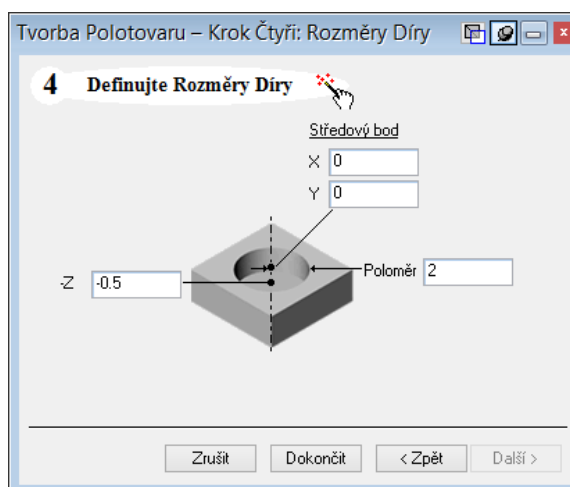 Tvorba Polotovaru – Krok Čtyři: Rozměry Díry
4 Definujte Rozměry Díry
Středový bod
X 0
Y 0
-Z -0.5
Poloměr 2
Zrušit Dokončit < Zpět Další >